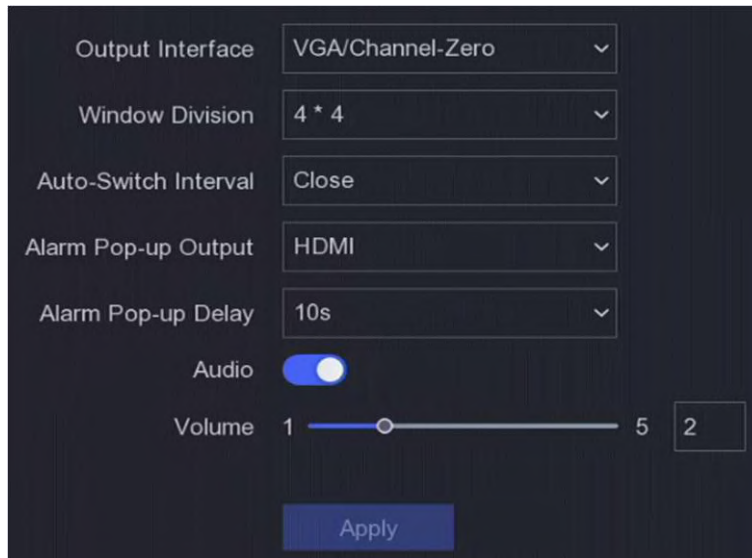 Output Interface VGA/Channel-Zero
Window Division 4 * 4
Auto-Switch Interval Close
Alarm Pop-up Output HDMI
Alarm Pop-up Delay 10s
Audio
Volume 1 5 2
Apply